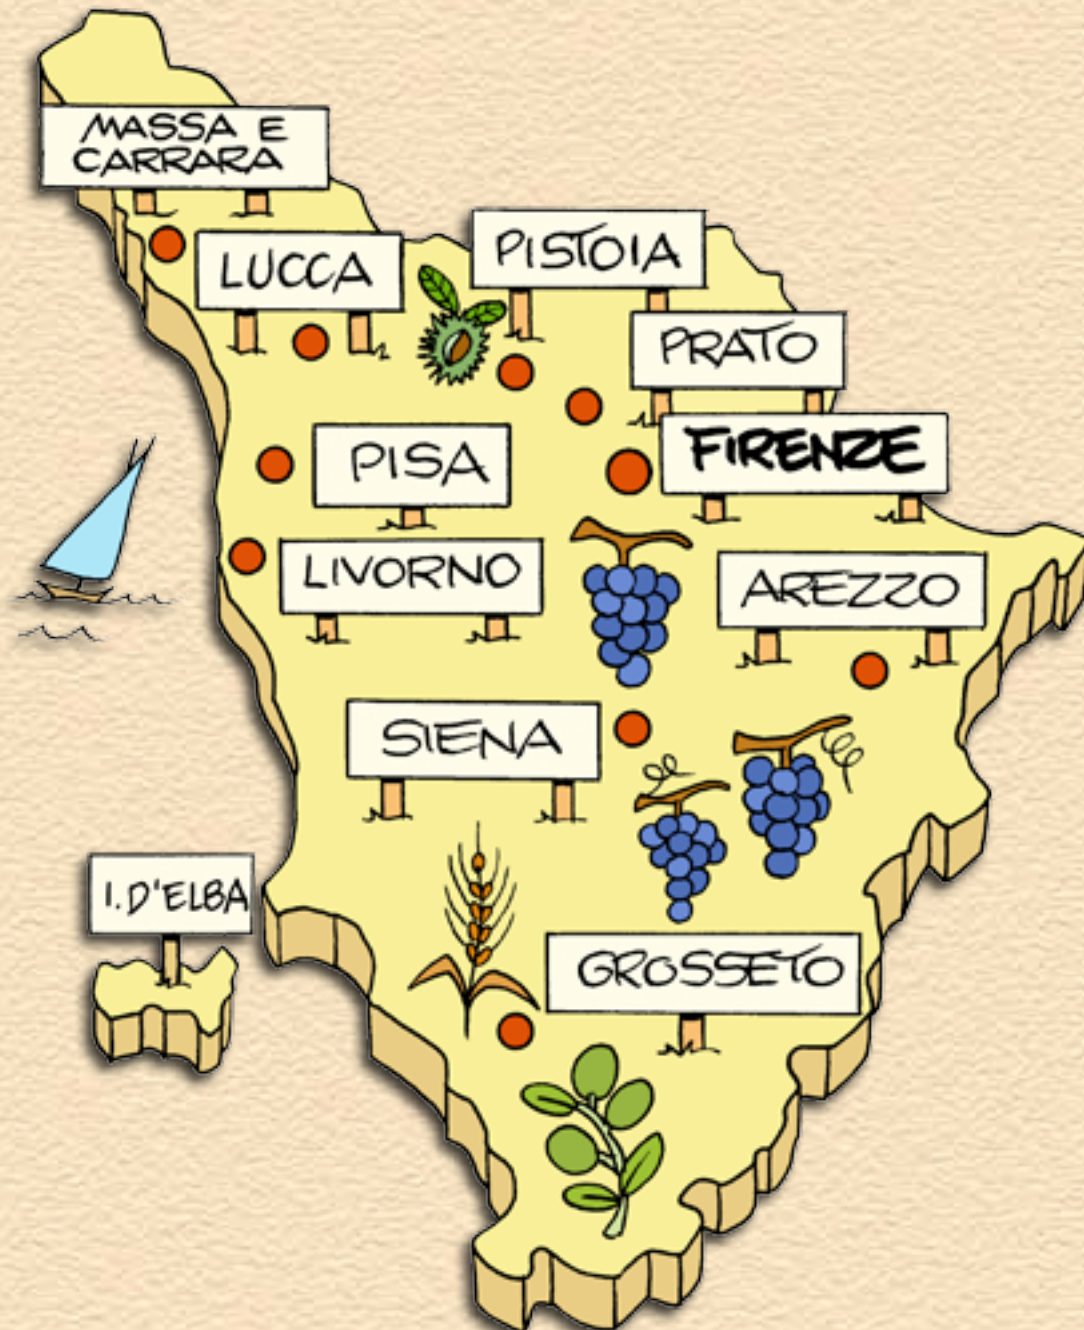 MASSA E
CARRARA
LUCCA
PISTOIA
PRATO
PISA
FIRENZE
LIVORNO
AREZZO
SIENA
I. D'ELBA
GROSSETO